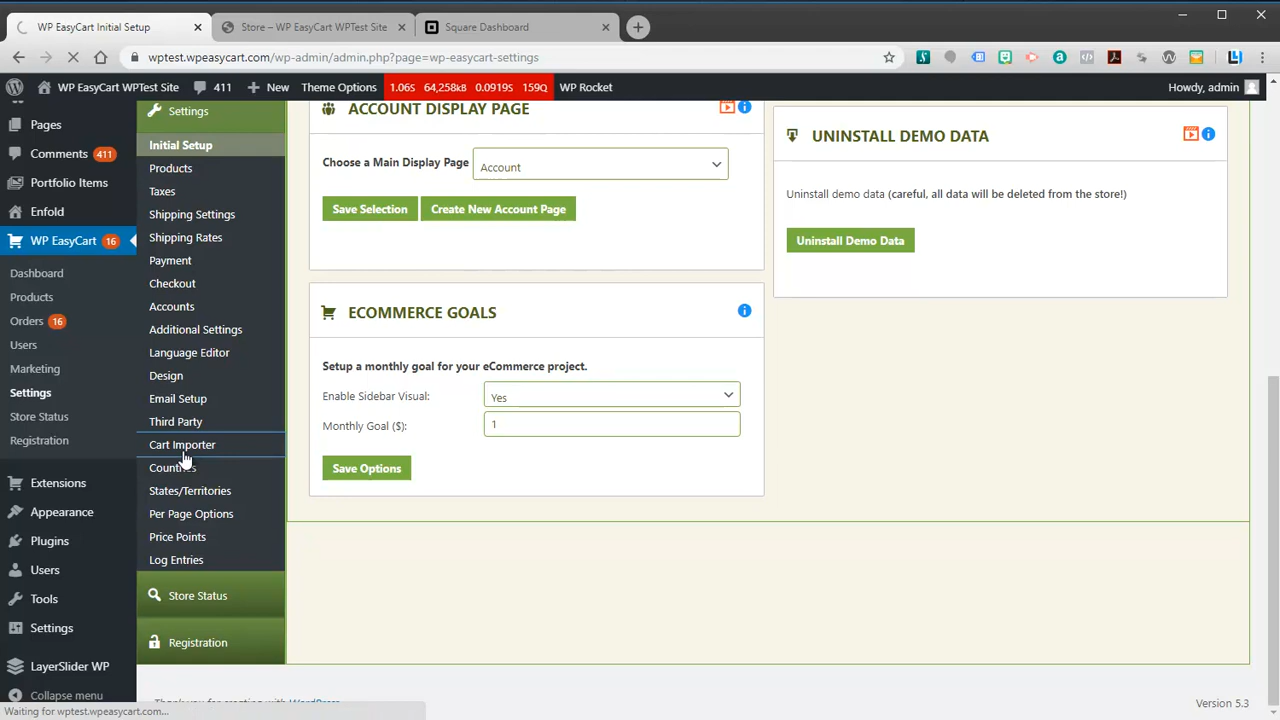 WP EasyCart Initial Setup
Store – WP EasyCart WPTest Site
Square Dashboard
wptest.wpeasycart.com/wp-admin/admin.php?page=wp-easycart-settings
WP EasyCart WPTest Site
411
New
Theme Options
1.06S 64,258KB 0.0919S 159Q
WP Rocket
Howdy, admin
Pages
Comments 411
Portfolio Items
Enfold
WP EasyCart 16
Dashboard
Products
Orders 16
Users
Marketing
Settings
Store Status
Registration
Extensions
Appearance
Plugins
Users
Tools
Settings
LayerSlider WP
Collapse menu
Settings
Initial Setup
Products
Taxes
Shipping Settings
Shipping Rates
Payment
Checkout
Accounts
Additional Settings
Language Editor
Design
Email Setup
Third Party
Cart Importer
Countries
States/Territories
Per Page Options
Price Points
Log Entries
Store Status
Registration
ACCOUNT DISPLAY PAGE
Choose a Main Display Page Account
Save Selection Create New Account Page
ECOMMERCE GOALS
Setup a monthly goal for your eCommerce project.
Enable Sidebar Visual: Yes
Monthly Goal ($): 1
Save Options
UNINSTALL DEMO DATA
Uninstall demo data (careful, all data will be deleted from the store!)
Uninstall Demo Data
Thank you for creating with WordPress
Version 5.3
Waiting for wptest.wpeasycart.com...